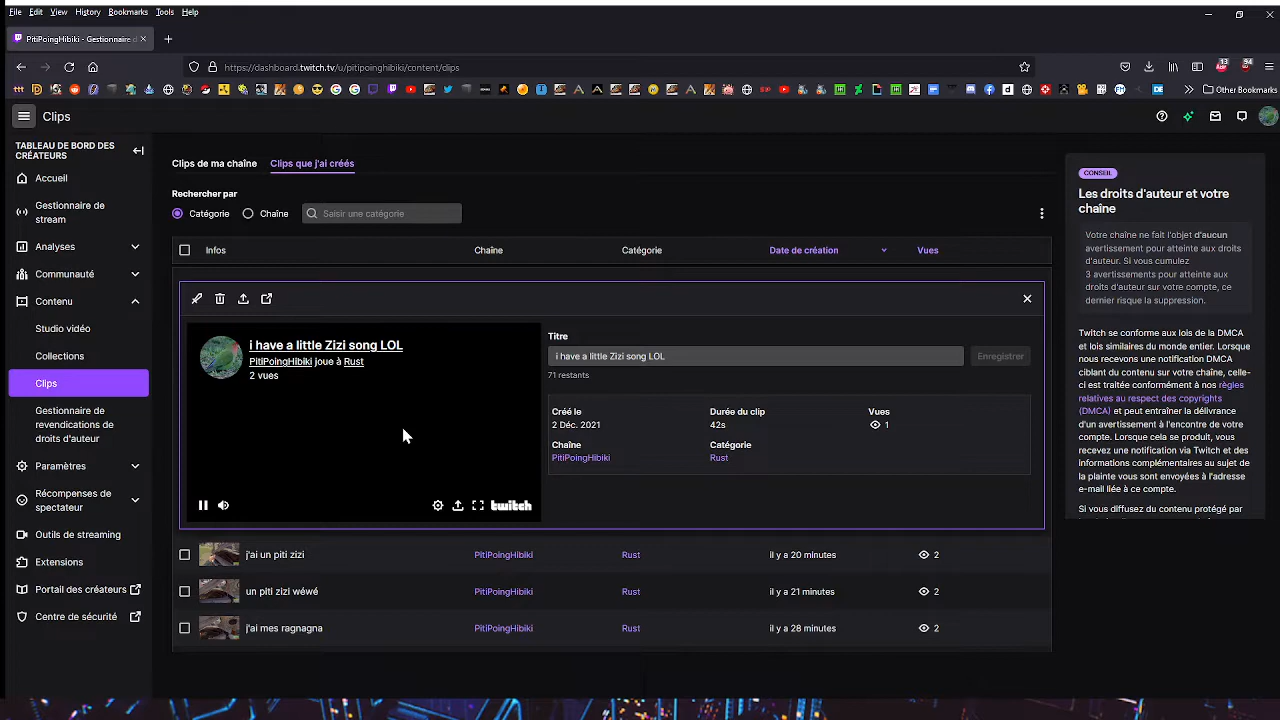 File Edit View History Bookmarks Tools Help
PitiPoingHibiki - Gestionnaire d
https://dashboard.twitch.tv/u/pitipoinghibiki/content/clips
Other Bookmarks
Clips
TABLEAU DE BORD DES
CRÉATEURS
Accueil
Gestionnaire de
stream
Analyses
Communauté
Contenu
Studio vidéo
Collections
Clips
Gestionnaire de
revendications de
droits d'auteur
Paramètres
Récompenses de
spectateur
Outils de streaming
Extensions
Portail des créateurs
Centre de sécurité
Clips de ma chaîne Clips que j'ai créés
Rechercher par
Catégorie Chaîne Saisir une catégorie
Infos Chaîne Catégorie Date de création Vues
i have a little Zizi song LOL
PitiPoingHibiki joue à Rust
2 vues
twitch
Titre
i have a little Zizi song LOL Enregistrer
71 restants
Créé le Durée du clip Vues
2 Déc. 2021 42s 1
Chaîne Catégorie
PitiPoingHibiki Rust
j'ai un piti zizi PitiPoingHibiki Rust il y a 20 minutes 2
un piti zizi wéwé PitiPoingHibiki Rust il y a 21 minutes 2
j'ai mes ragnagna PitiPoingHibiki Rust il y a 28 minutes 2
CONSEIL
Les droits d'auteur et votre
chaîne
Votre chaîne ne fait l'objet d'aucun
avertissement pour atteinte aux droits
d'auteur. Si vous cumulez
3 avertissements pour atteinte aux
droits d'auteur sur votre compte, ce
dernier risque la suppression.
Twitch se conforme aux lois de la DMCA
et lois similaires du monde entier. Lorsque
nous recevons une notification DMCA
ciblant du contenu sur votre chaîne, celle-
ci est traitée conformément à nos règles
relatives au respect des copyrights
(DMCA) et peut entraîner la délivrance
d'un avertissement à l'encontre de votre
compte. Lorsque cela se produit, vous
recevez une notification via Twitch et des
informations complémentaires au sujet de
la plainte vous sont envoyées à l'adresse
e-mail liée à ce compte.
Si vous diffusez du contenu protégé par